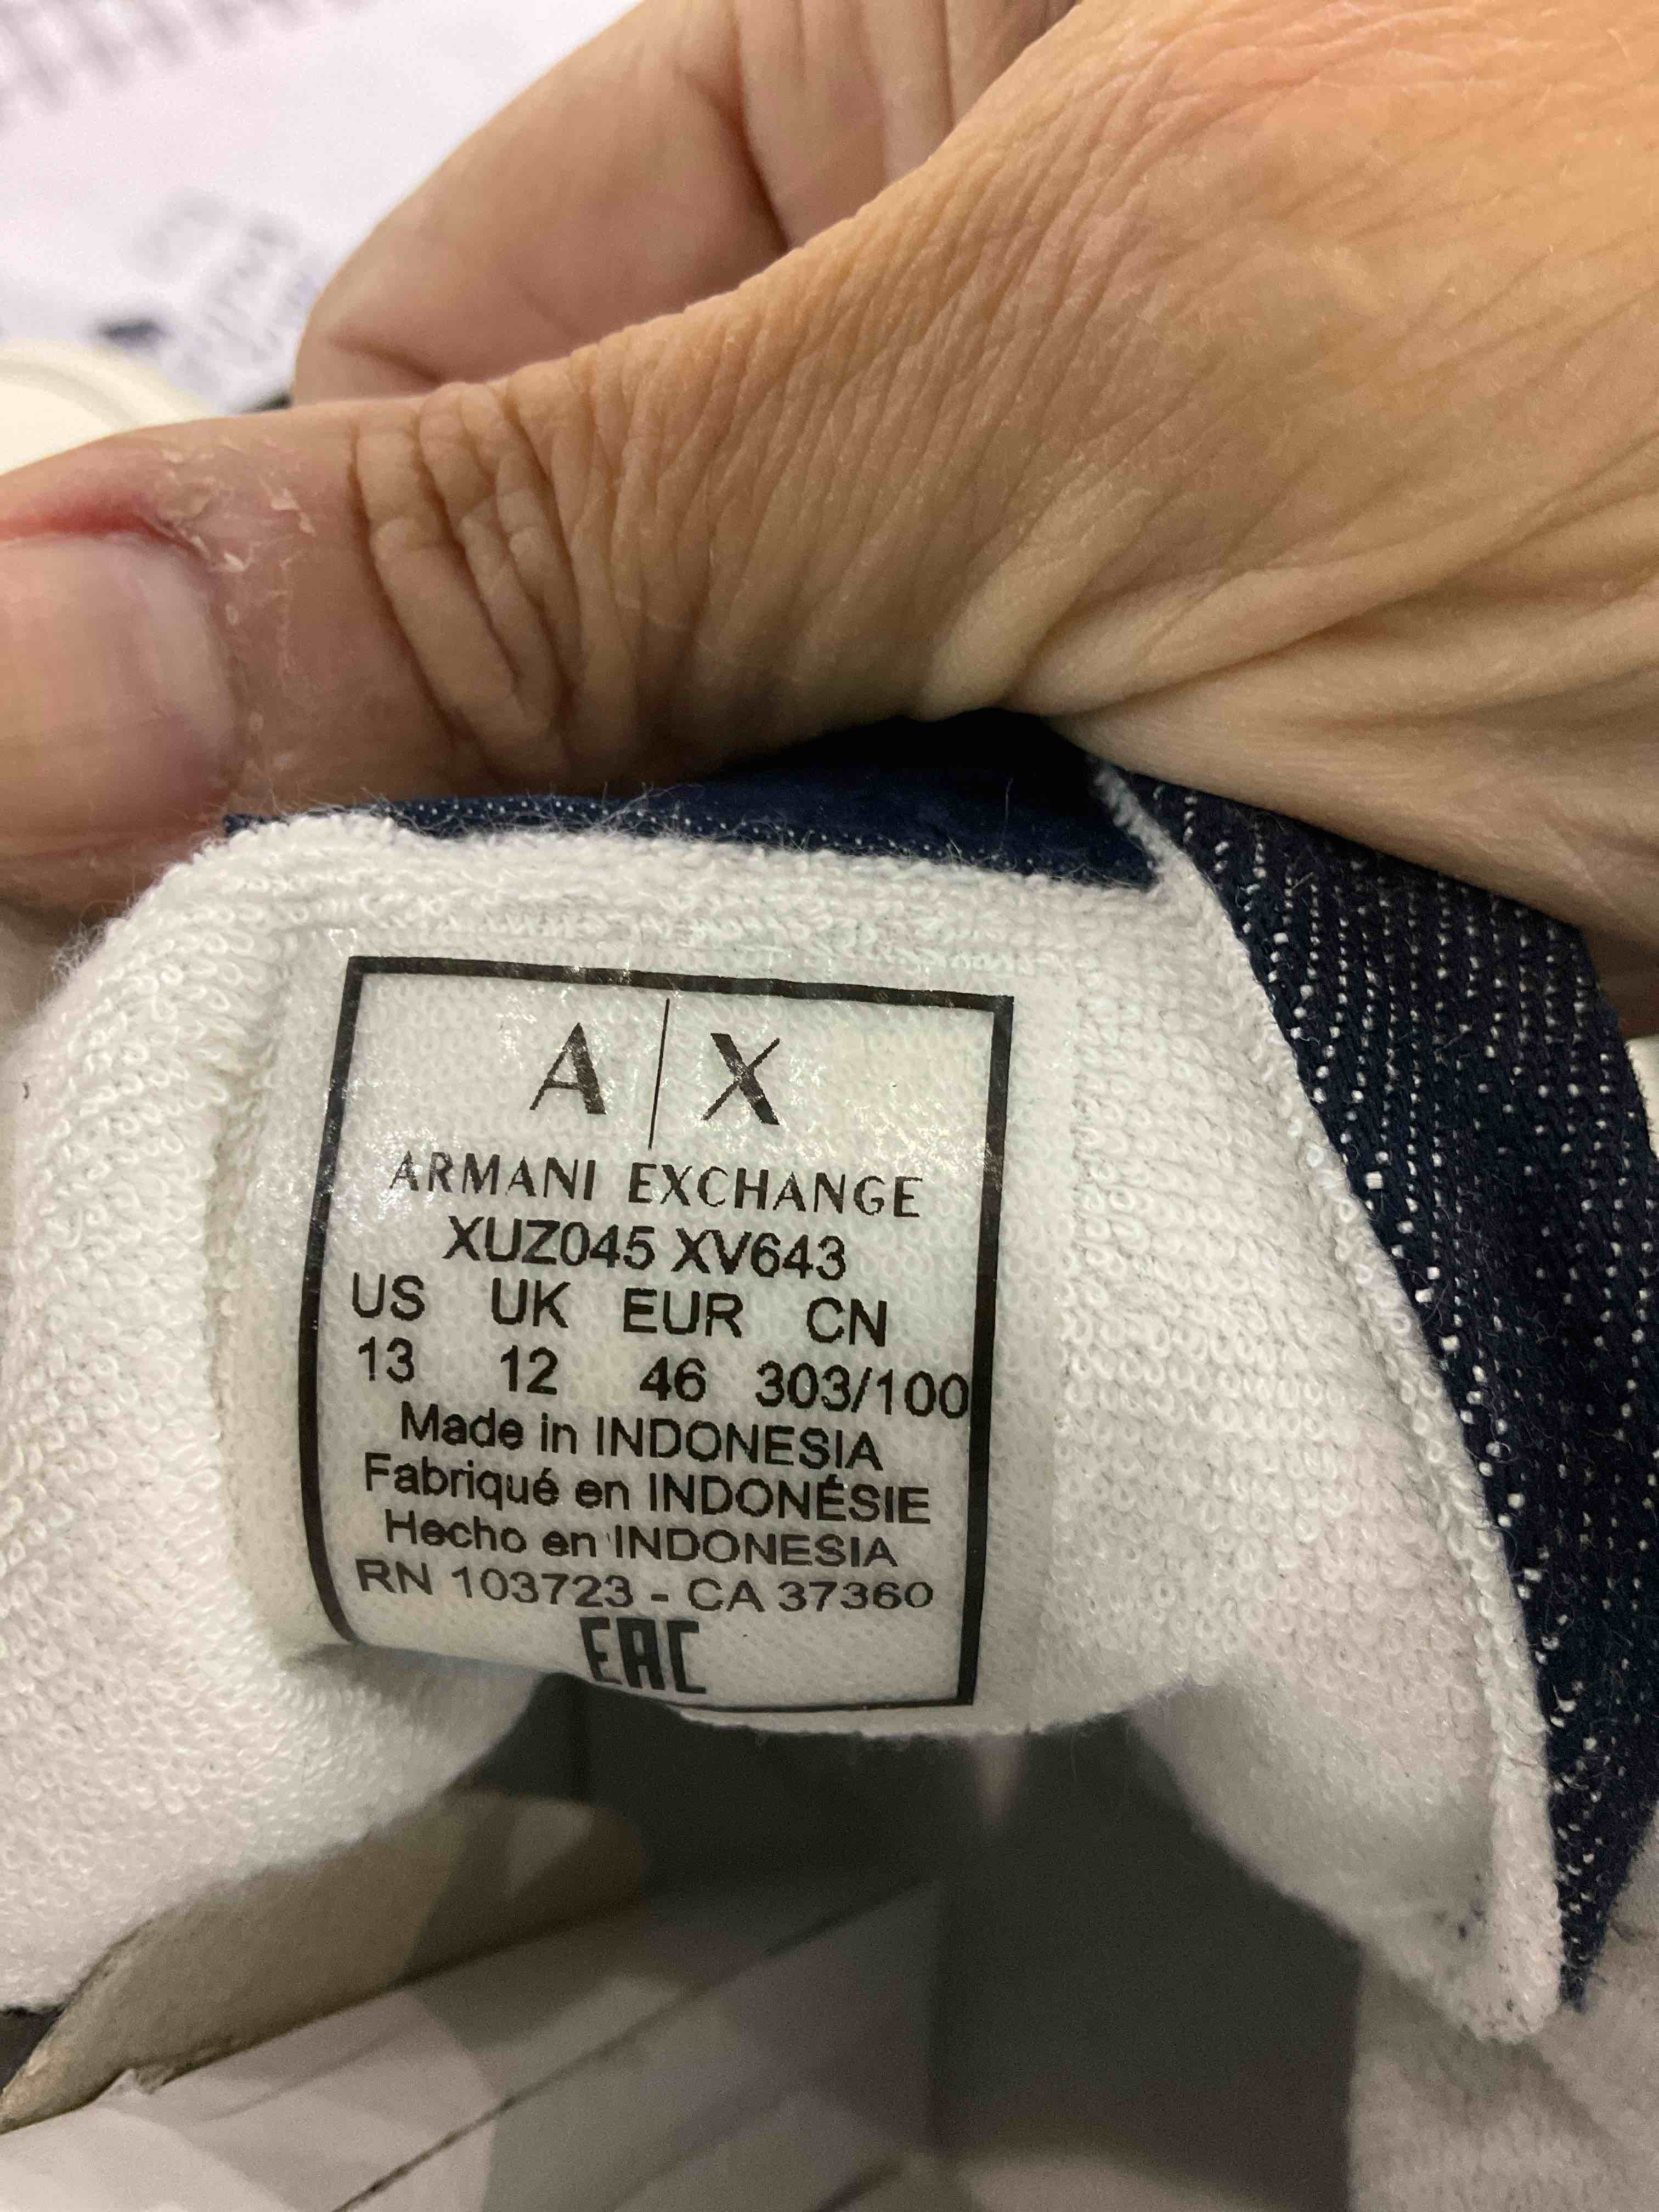 A|X
ARMANI EXCHANGE
XUZ045 XV643
US UK EUR CN
13 12 46 303/100
Made in INDONESIA
Fabriqué en INDONÉSIE
Hecho en INDONESIA
RN 103723 - CA 37360
EAC